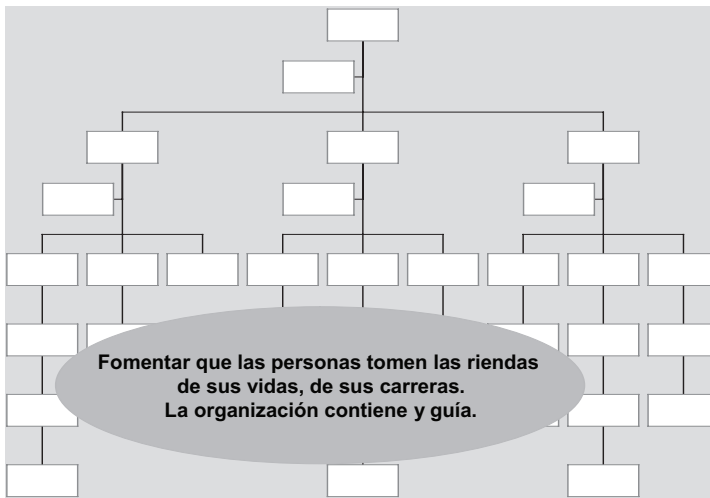 Fomentar que las personas tomen las riendas
de sus vidas, de sus carreras.
La organización contiene y guía.